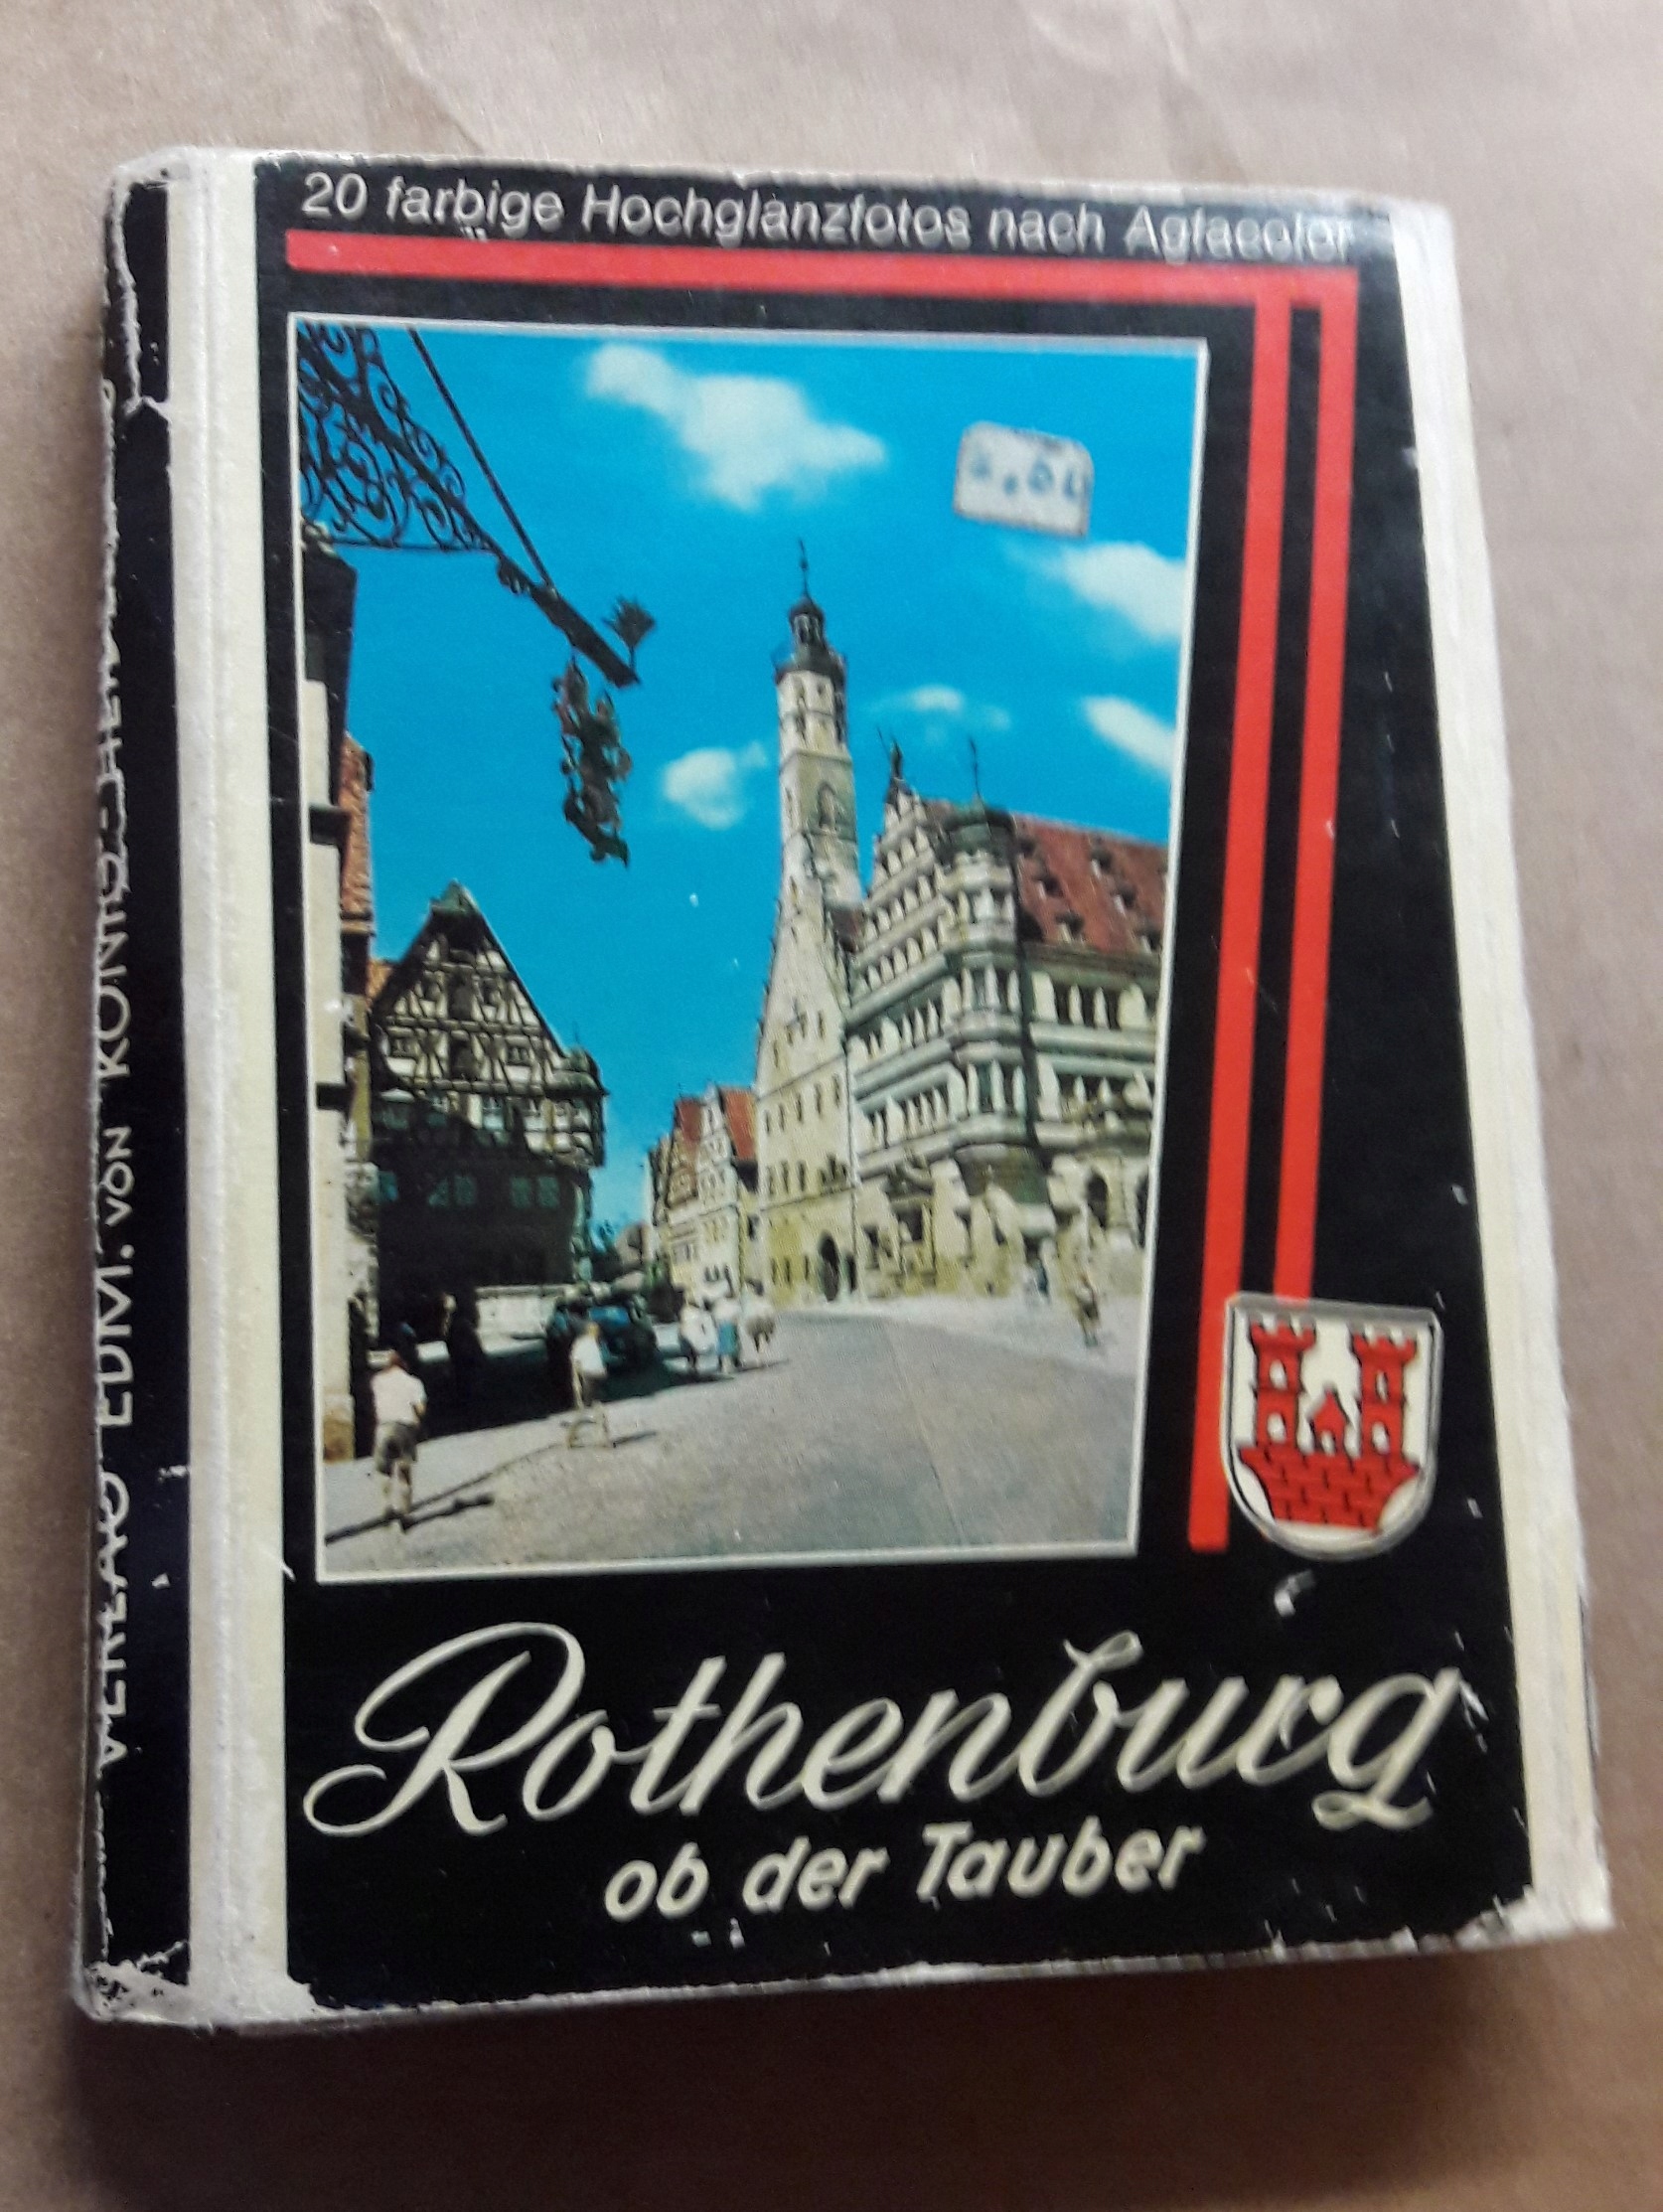 20 farbige Hochglanzfotos nach Agfacolor
Rothenburg
ob der Tauber
VERLAG EDM. VON KÖNIG